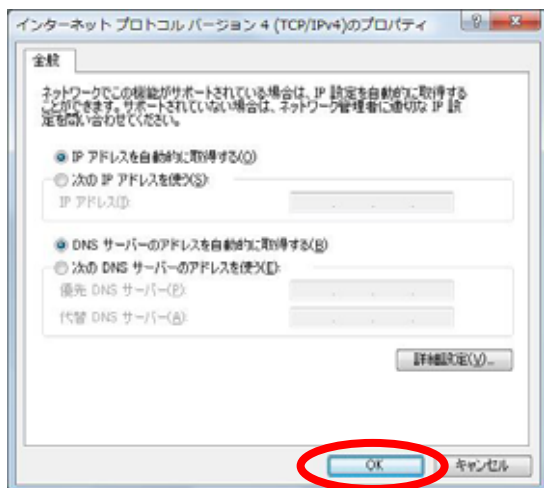 インターネット プロトコル バージョン 4 (TCP/IPv4)のプロパティ
全般
ネットワークでこの機能がサポートされている場合は、IP 設定を自動的に取得する
ことができます。サポートされていない場合は、ネットワーク管理者に適切な IP 設
定を問い合わせてください。
IP アドレスを自動的に取得する(O)
次の IP アドレスを使う(S):
IP アドレス(I):
DNS サーバーのアドレスを自動的に取得する(B)
次の DNS サーバーのアドレスを使う(E):
優先 DNS サーバー(P):
代替 DNS サーバー(A):
詳細設定(V)...
OK
キャンセル